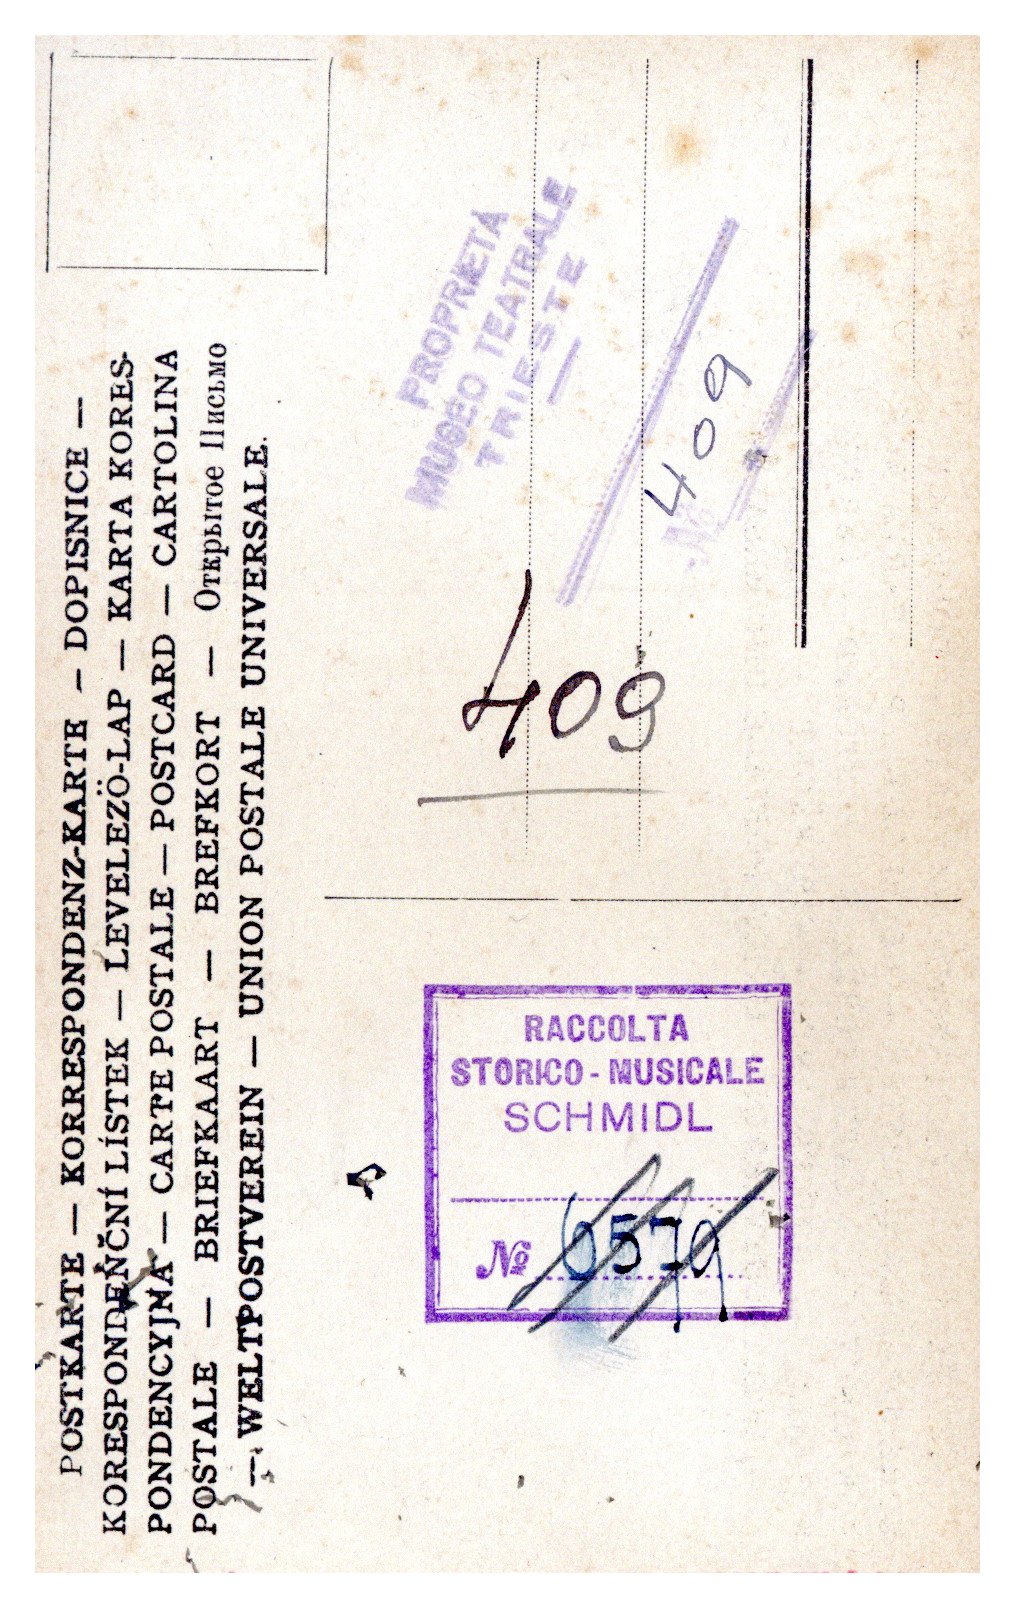 POSTKARTE — KORRESPONDENZ-KARTE — DOPISNICE —
KORESPONDENČNÍ LÍSTEK — LEVELEZÖ-LAP — KARTA KORES-
PONDENCYJNA — CARTE POSTALE — POSTCARD — CARTOLINA
POSTALE — BRIEFKAART — BREFKORT — Открытое Письмо
— WELTPOSTVEREIN — UNION POSTALE UNIVERSALE.
PROPRIETÀ
MUSEO TEATRALE
TRIESTE
No 409
409
RACCOLTA
STORICO - MUSICALE
SCHMIDL
No 6579